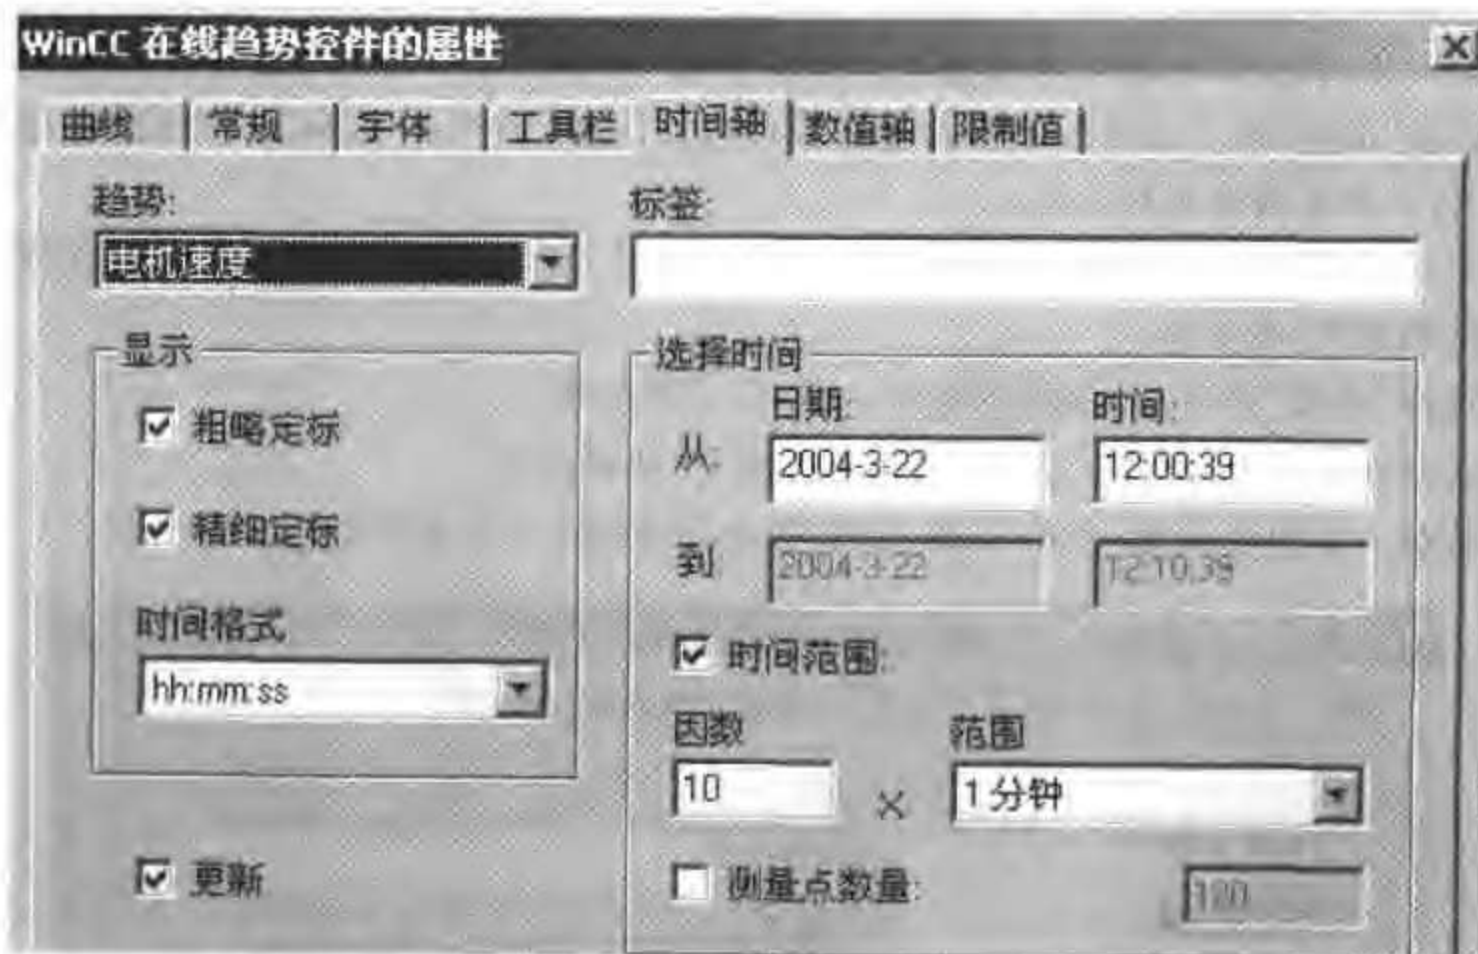 WinCC 在线趋势控件的属性
曲线 常规 字体 工具栏 时间轴 数值轴 限制值
趋势: 标签:
电机速度
显示 选择时间
日期: 时间:
粗略定标
从: 2004-3-22 12:00:39
精细定标
到: 2004-3-22 12:10:39
时间格式
时间范围:
hh:mm:ss
因数 范围
10 × 1 分钟
更新 测量点数量: 120